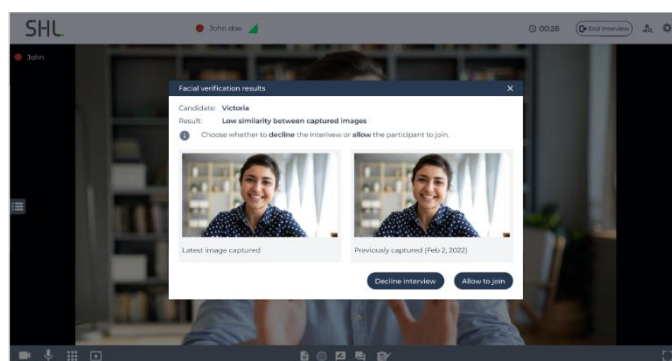 SHL.
John doe
00:28
End interview
John
Facial verification results
Candidate: Victoria
Result: Low similarity between captured images
Choose whether to decline the interivew or allow the participant to join.
Latest image captured
Previously captured (Feb 2, 2022)
Decline interview
Allow to join